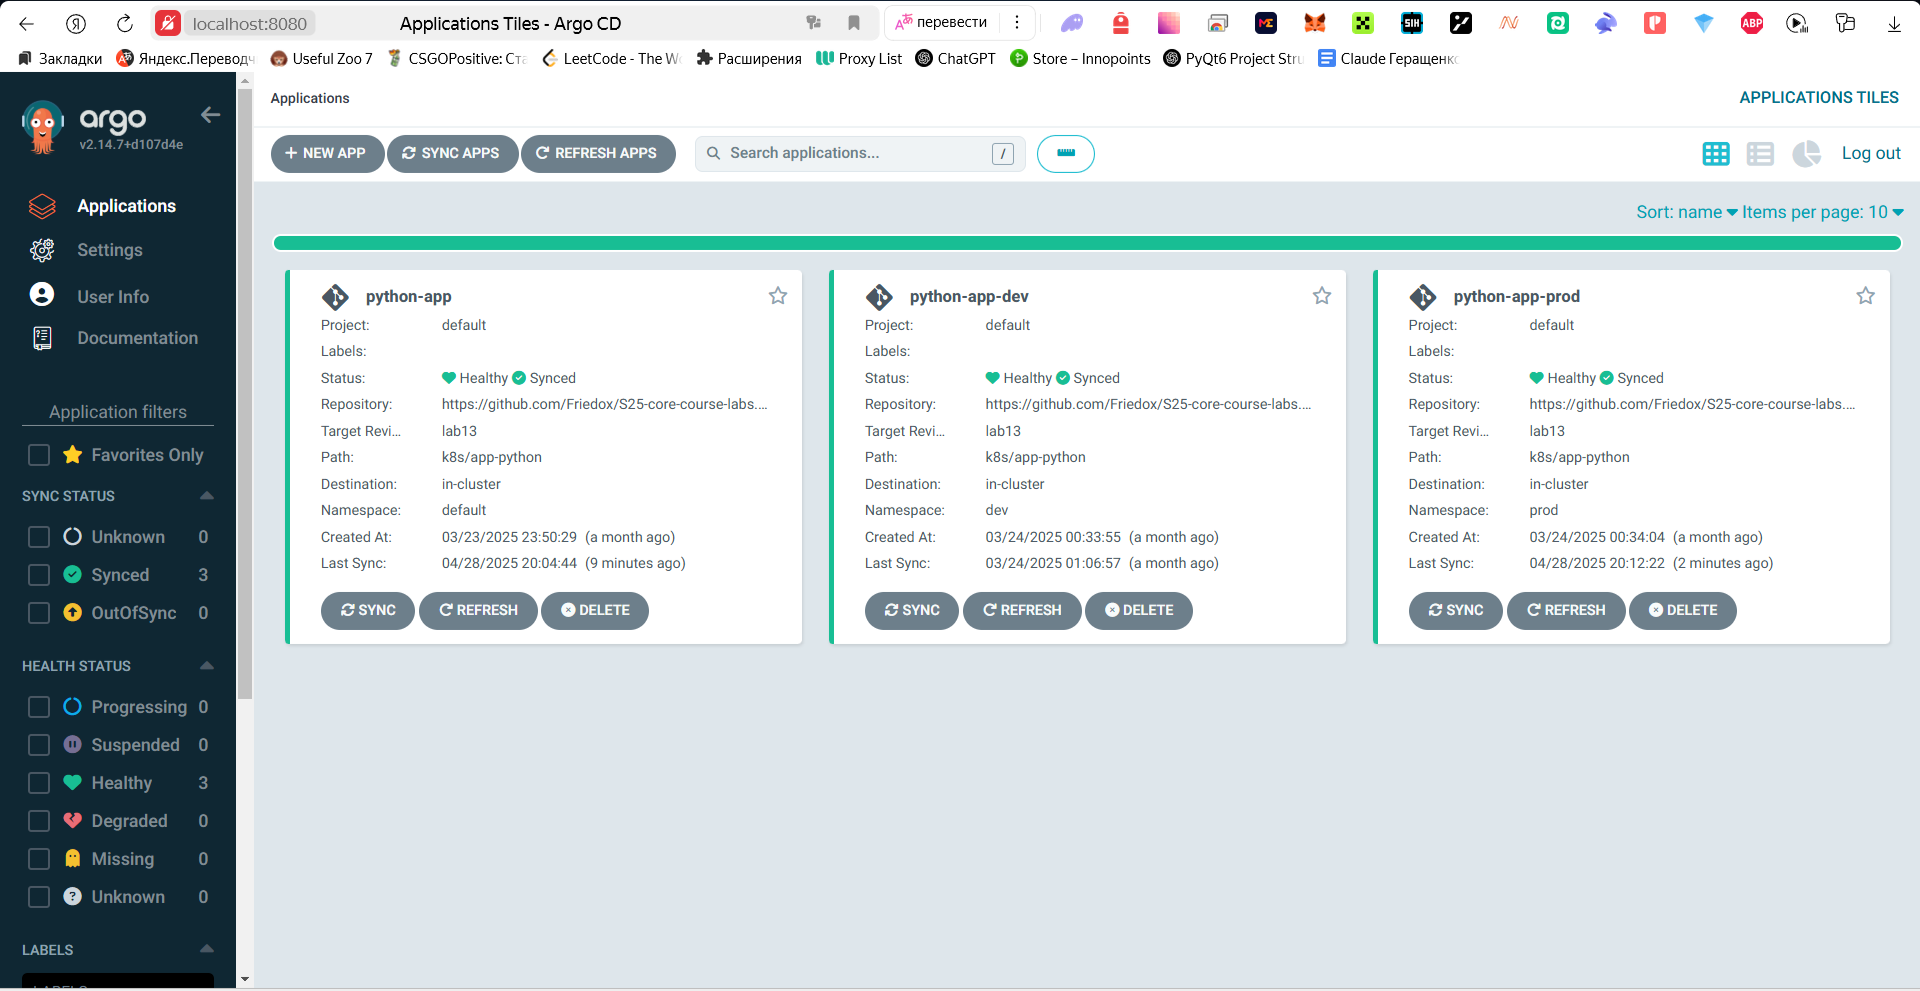 localhost:8080
Applications Tiles - Argo CD
перевести
Закладки
Яндекс.Переводч
Useful Zoo 7
CSGOPositive: Ста
LeetCode - The W
Расширения
Proxy List
ChatGPT
Store – Innopoints
PyQt6 Project Stru
Claude Геращенко
argo
v2.14.7+d107d4e
Applications
Settings
User Info
Documentation
Application filters
Favorites Only
SYNC STATUS
Unknown 0
Synced 3
OutOfSync 0
HEALTH STATUS
Progressing 0
Suspended 0
Healthy 3
Degraded 0
Missing 0
Unknown 0
LABELS
LABELS
Applications
APPLICATIONS TILES
NEW APP
SYNC APPS
REFRESH APPS
Search applications... /
Log out
Sort: name Items per page: 10
python-app
Project: default
Labels:
Status: Healthy Synced
Repository: https://github.com/Friedox/S25-core-course-labs....
Target Revi... lab13
Path: k8s/app-python
Destination: in-cluster
Namespace: default
Created At: 03/23/2025 23:50:29 (a month ago)
Last Sync: 04/28/2025 20:04:44 (9 minutes ago)
SYNC REFRESH DELETE
python-app-dev
Project: default
Labels:
Status: Healthy Synced
Repository: https://github.com/Friedox/S25-core-course-labs....
Target Revi... lab13
Path: k8s/app-python
Destination: in-cluster
Namespace: dev
Created At: 03/24/2025 00:33:55 (a month ago)
Last Sync: 03/24/2025 01:06:57 (a month ago)
SYNC REFRESH DELETE
python-app-prod
Project: default
Labels:
Status: Healthy Synced
Repository: https://github.com/Friedox/S25-core-course-labs....
Target Revi... lab13
Path: k8s/app-python
Destination: in-cluster
Namespace: prod
Created At: 03/24/2025 00:34:04 (a month ago)
Last Sync: 04/28/2025 20:12:22 (2 minutes ago)
SYNC REFRESH DELETE